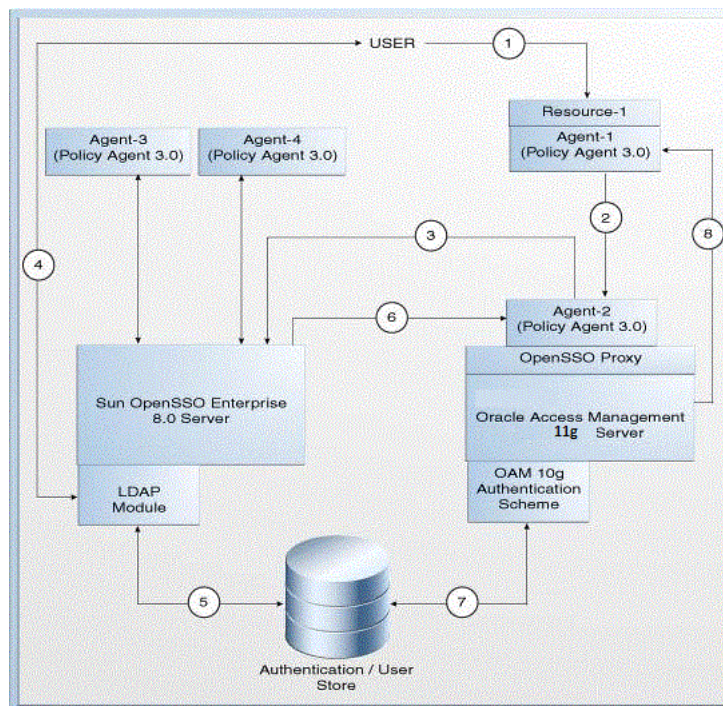 USER
1
Resource-1
Agent-1
(Policy Agent 3.0)
Agent-3
(Policy Agent 3.0)
Agent-4
(Policy Agent 3.0)
2
8
3
4
Agent-2
(Policy Agent 3.0)
6
OpenSSO Proxy
Sun OpenSSO Enterprise
8.0 Server
Oracle Access Management
11g Server
LDAP
Module
OAM 10g
Authentication
Scheme
5
7
Authentication / User
Store